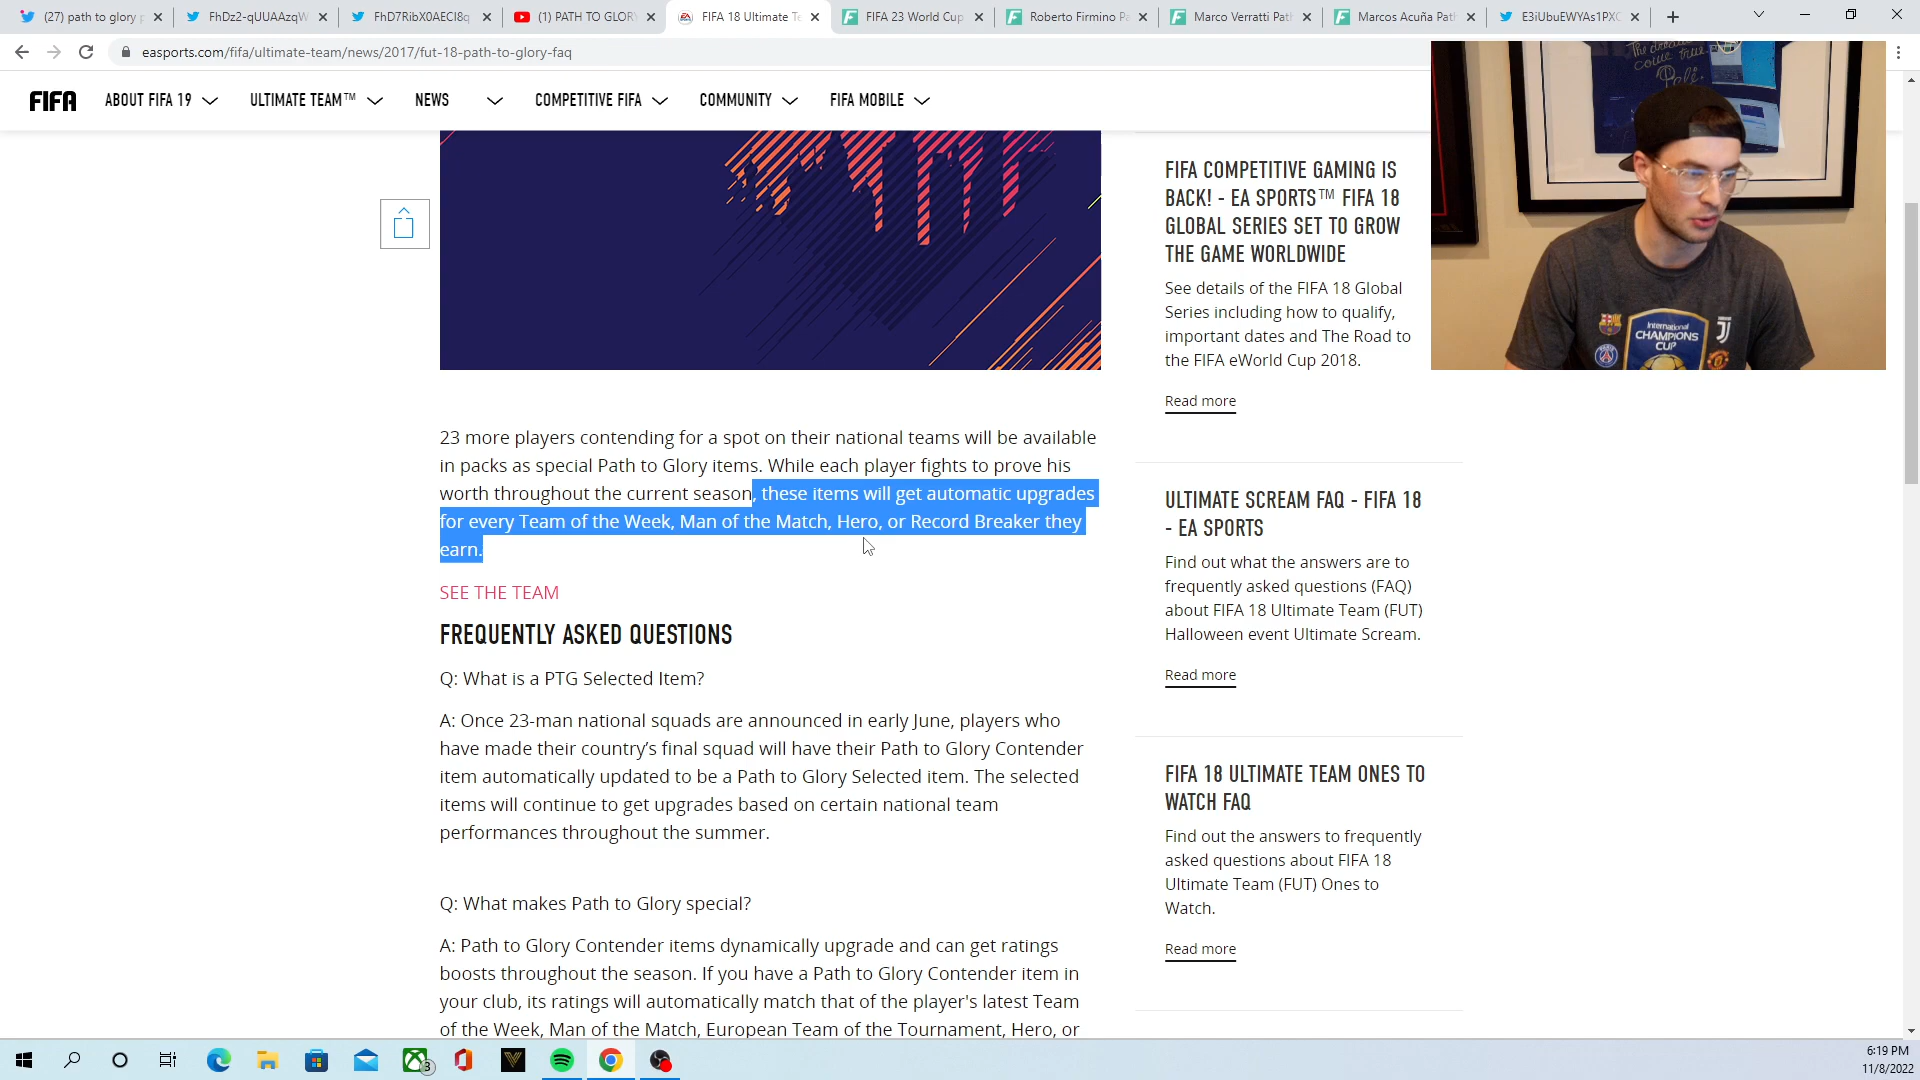 (27) path to glory p
FhDz2-qUUAAzqW
FhD7RibX0AECI8q
(1) PATH TO GLORY
FIFA 18 Ultimate Te
FIFA 23 World Cup
Roberto Firmino Pa
Marco Verratti Path
Marcos Acuña Path
E3iUbuEWYAs1PXC
easports.com/fifa/ultimate-team/news/2017/fut-18-path-to-glory-faq
FIFA
ABOUT FIFA 19
ULTIMATE TEAM™
NEWS
COMPETITIVE FIFA
COMMUNITY
FIFA MOBILE
23 more players contending for a spot on their national teams will be available
in packs as special Path to Glory items. While each player fights to prove his
worth throughout the current season, these items will get automatic upgrades
for every Team of the Week, Man of the Match, Hero, or Record Breaker they
earn.
SEE THE TEAM
FREQUENTLY ASKED QUESTIONS
Q: What is a PTG Selected Item?
A: Once 23-man national squads are announced in early June, players who
have made their country’s final squad will have their Path to Glory Contender
item automatically updated to be a Path to Glory Selected item. The selected
items will continue to get upgrades based on certain national team
performances throughout the summer.
Q: What makes Path to Glory special?
A: Path to Glory Contender items dynamically upgrade and can get ratings
boosts throughout the season. If you have a Path to Glory Contender item in
your club, its ratings will automatically match that of the player's latest Team
of the Week, Man of the Match, European Team of the Tournament, Hero, or
FIFA COMPETITIVE GAMING IS
BACK! - EA SPORTS™ FIFA 18
GLOBAL SERIES SET TO GROW
THE GAME WORLDWIDE
See details of the FIFA 18 Global
Series including how to qualify,
important dates and The Road to
the FIFA eWorld Cup 2018.
Read more
ULTIMATE SCREAM FAQ - FIFA 18
- EA SPORTS
Find out what the answers are to
frequently asked questions (FAQ)
about FIFA 18 Ultimate Team (FUT)
Halloween event Ultimate Scream.
Read more
FIFA 18 ULTIMATE TEAM ONES TO
WATCH FAQ
Find out the answers to frequently
asked questions about FIFA 18
Ultimate Team (FUT) Ones to
Watch.
Read more
come true.
International
CHAMPIONS
CUP
3
6:19 PM
11/8/2022